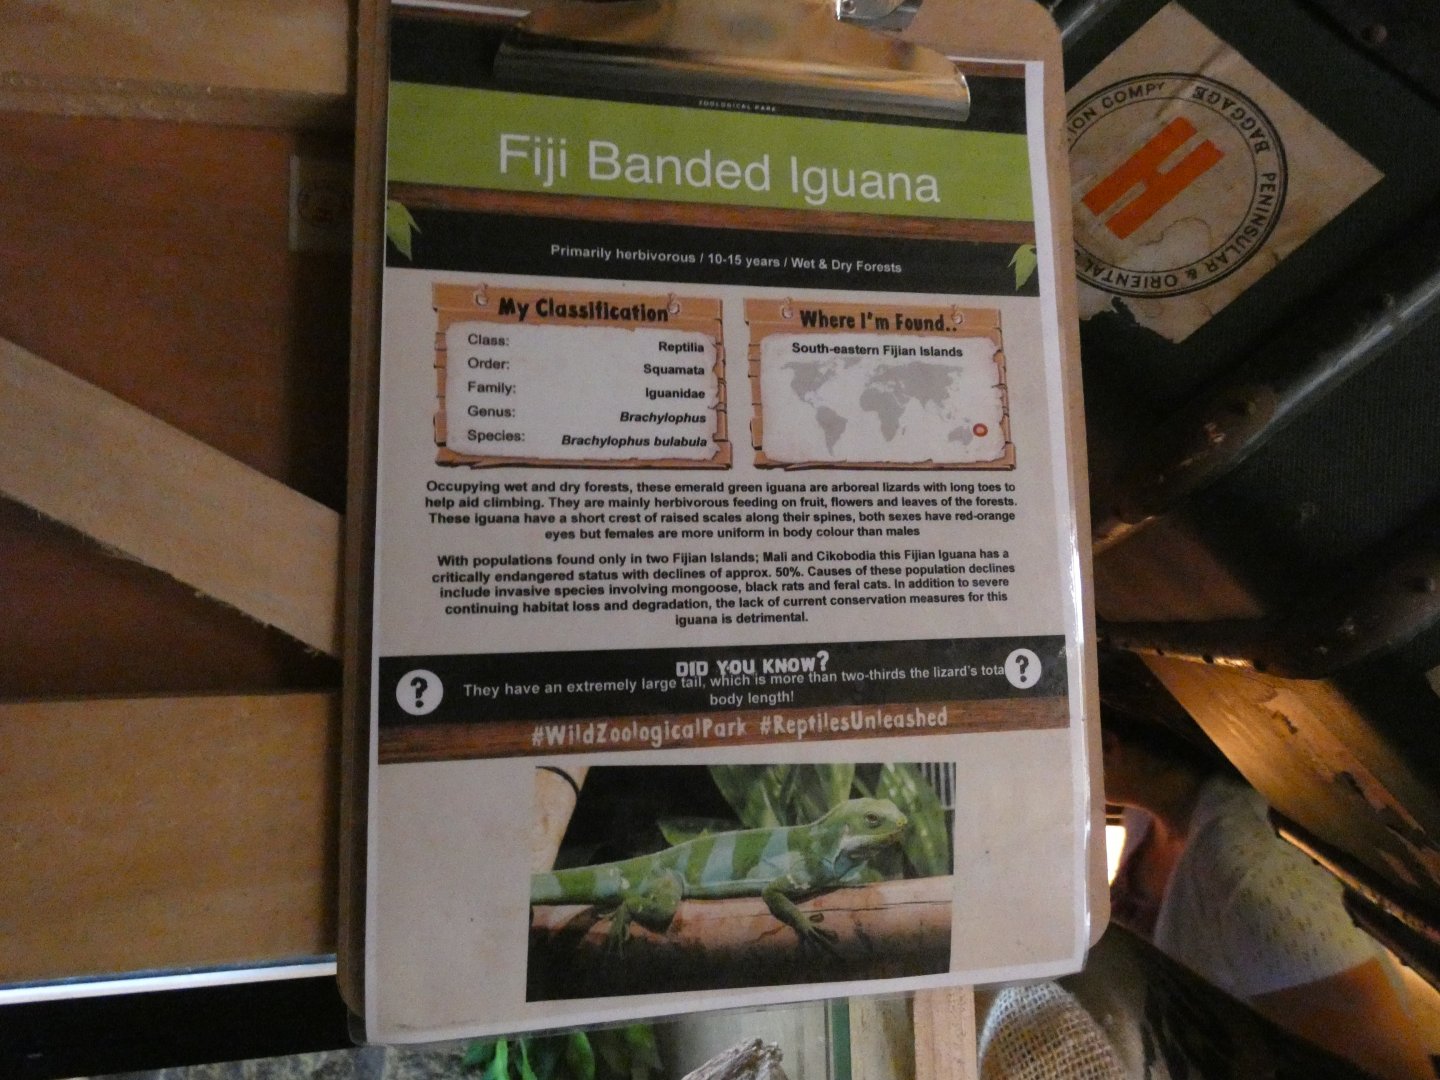 ZOOLOGICAL PARK
Fiji Banded Iguana
Primarily herbivorous / 10-15 years / Wet & Dry Forests
My Classification
Class: Reptilia
Order: Squamata
Family: Iguanidae
Genus: Brachylophus
Species: Brachylophus bulabula
Where I'm Found..
South-eastern Fijian Islands
Occupying wet and dry forests, these emerald green iguana are arboreal lizards with long toes to
help aid climbing. They are mainly herbivorous feeding on fruit, flowers and leaves of the forests.
These iguana have a short crest of raised scales along their spines, both sexes have red-orange
eyes but females are more uniform in body colour than males
With populations found only in two Fijian Islands; Mali and Cikobodia this Fijian Iguana has a
critically endangered status with declines of approx. 50%. Causes of these population declines
include invasive species involving mongoose, black rats and feral cats. In addition to severe
continuing habitat loss and degradation, the lack of current conservation measures for this
iguana is detrimental.
? DID YOU KNOW? ?
They have an extremely large tail, which is more than two-thirds the lizard's tota
body length!
#WildZoologicalPark #ReptilesUnleashed
PENINSULAR & ORIENTAL
ION COMPY
BAGGAGE
H